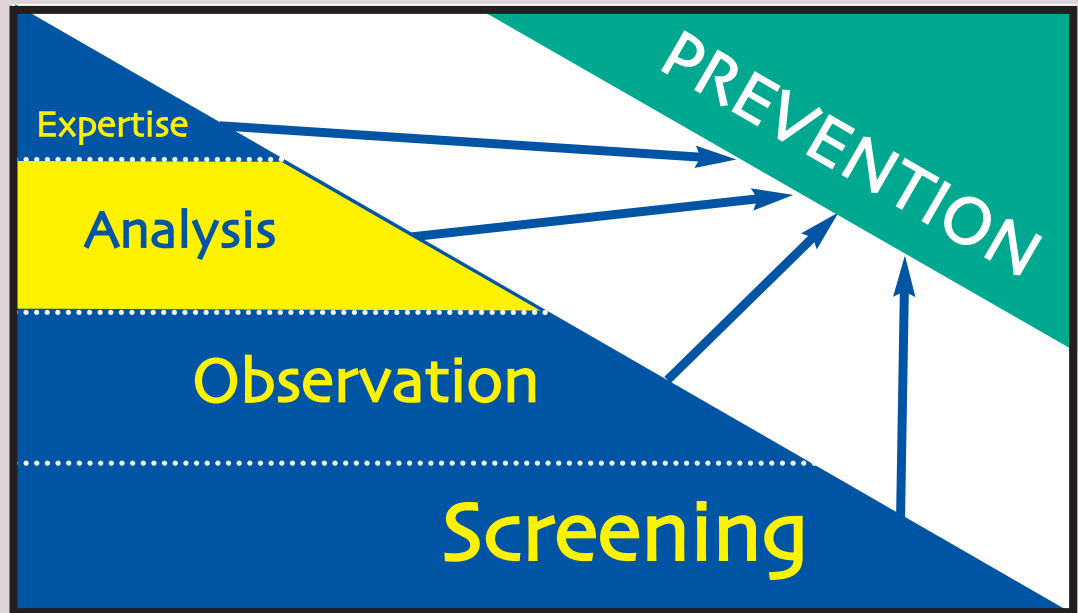 PREVENTION
Expertise
Analysis
Observation
Screening